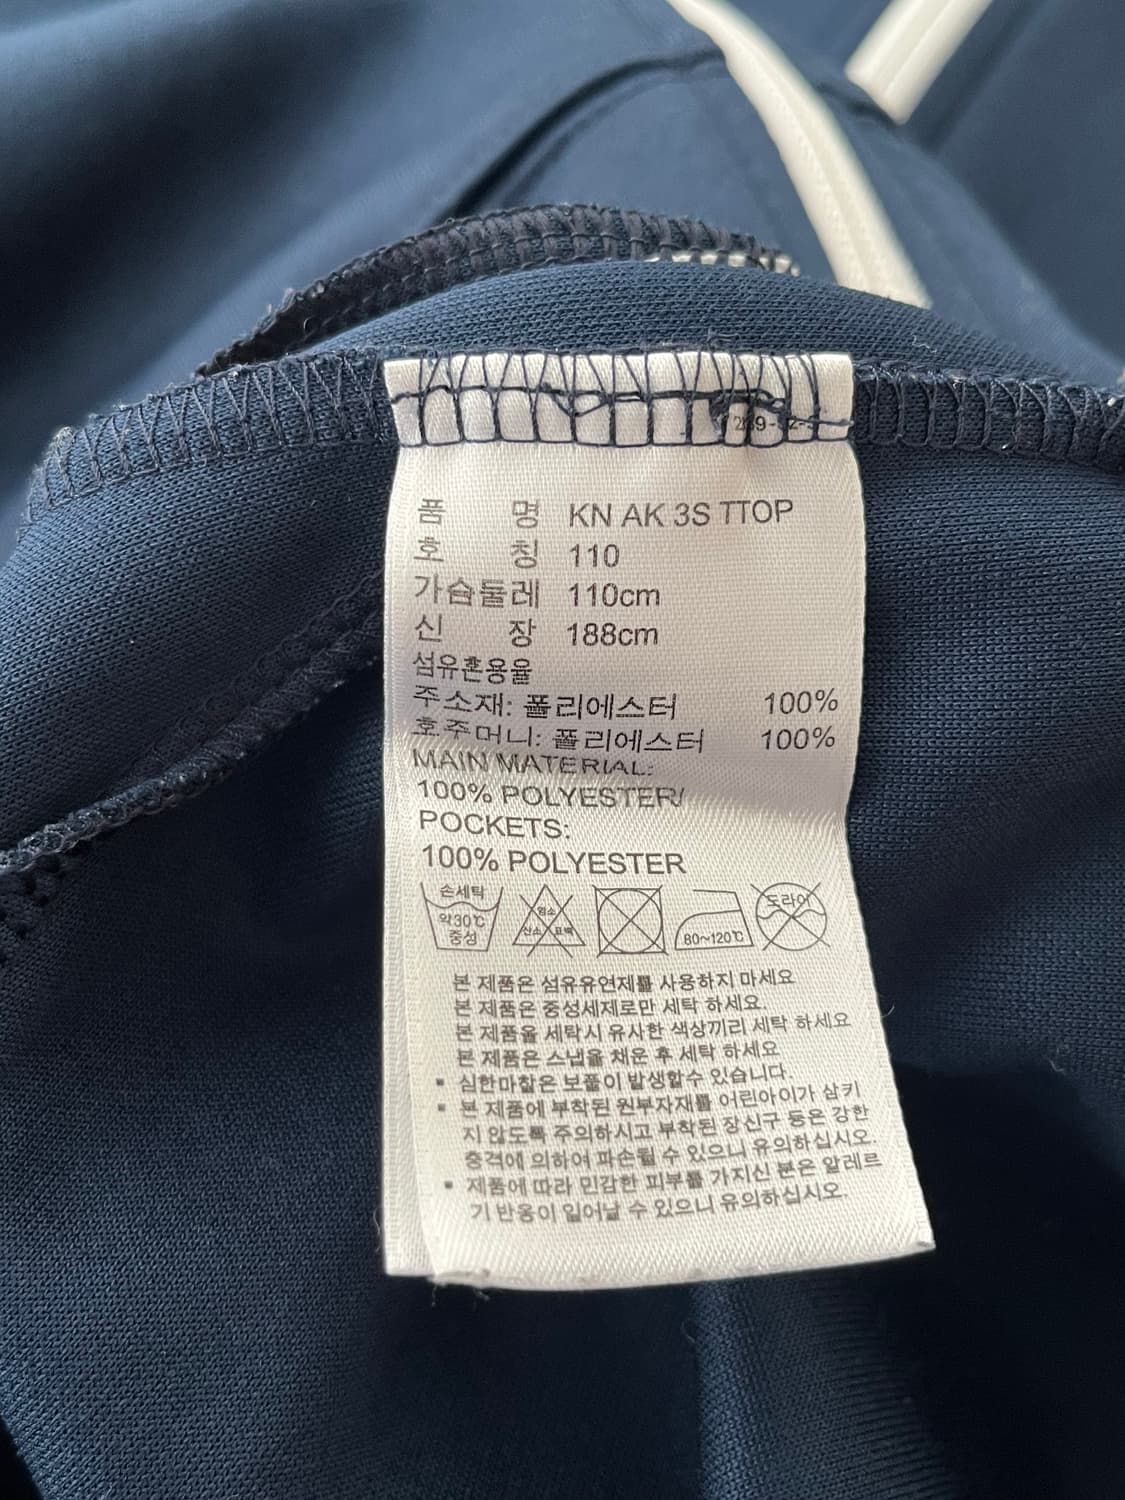 품 명 KN AK 3S TTOP
호 칭 110
가슴둘레 110cm
신 장 188cm
섬유혼용율
주소재: 폴리에스터 100%
호주머니: 폴리에스터 100%
MAIN MATERIAL:
100% POLYESTER/
POCKETS:
100% POLYESTER
손세탁
약30℃
중성
염소
산소 표백
80~120℃
드라이
본 제품은 섬유유연제를 사용하지 마세요
본 제품은 중성세제로만 세탁 하세요.
본 제품을 세탁시 유사한 색상끼리 세탁 하세요
본 제품은 스냅을 채운 후 세탁 하세요
▪ 심한마찰은 보풀이 발생할수 있습니다.
▪ 본 제품에 부착된 원부자재를 어린아이가 삼키
지 않도록 주의하시고 부착된 장신구 등은 강한
충격에 의하여 파손될 수 있으니 유의하십시오.
▪ 제품에 따라 민감한 피부를 가지신 분은 알레르
기 반응이 일어날 수 있으니 유의하십시오.